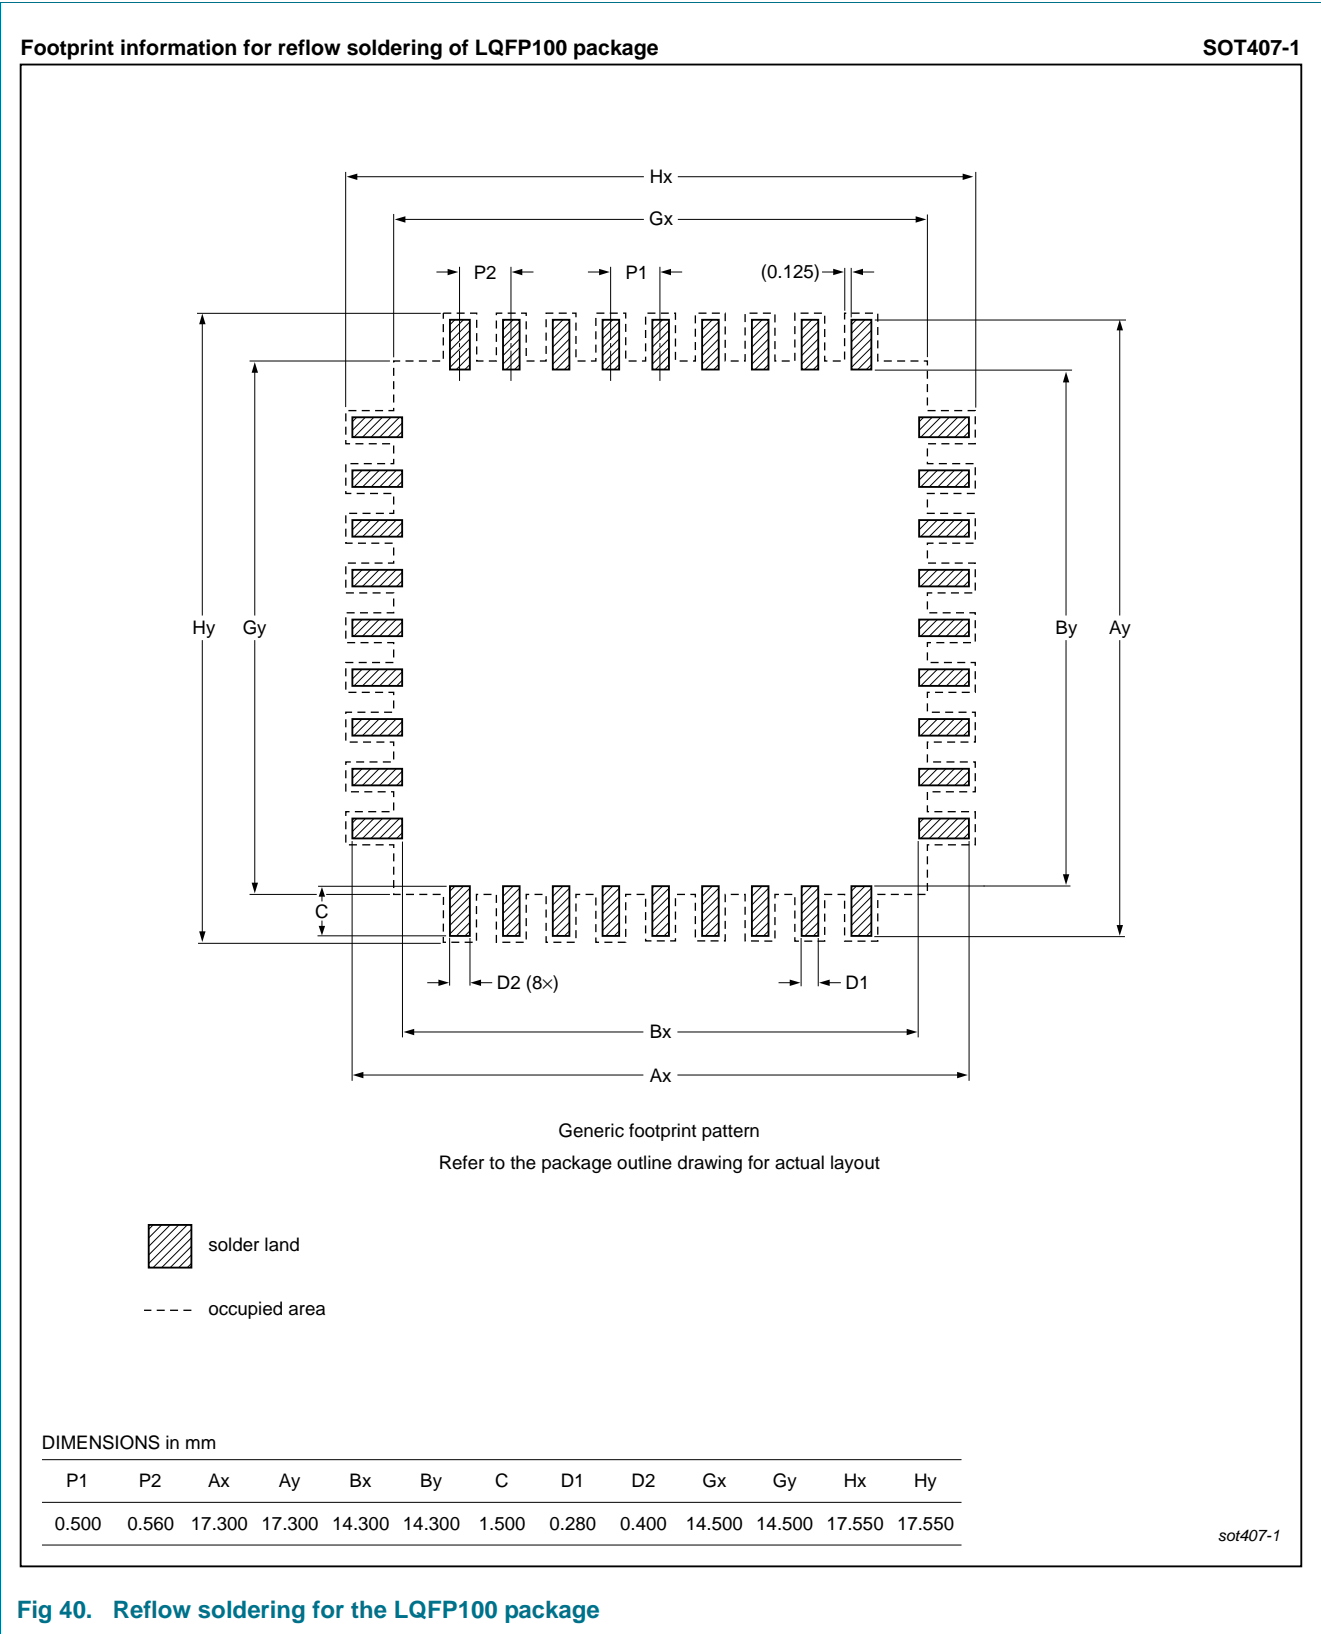 Footprint information for reflow soldering of LQFP100 package SOT407-1
Hx
Gx
P2 P1 (0.125)
Hy Gy By Ay
C
D2 (8×) D1
Bx
Ax
Generic footprint pattern
Refer to the package outline drawing for actual layout
solder land
occupied area
DIMENSIONS in mm
P1 P2 Ax Ay Bx By C D1 D2 Gx Gy Hx Hy
0.500 0.560 17.300 17.300 14.300 14.300 1.500 0.280 0.400 14.500 14.500 17.550 17.550
sot407-1
Fig 40. Reflow soldering for the LQFP100 package